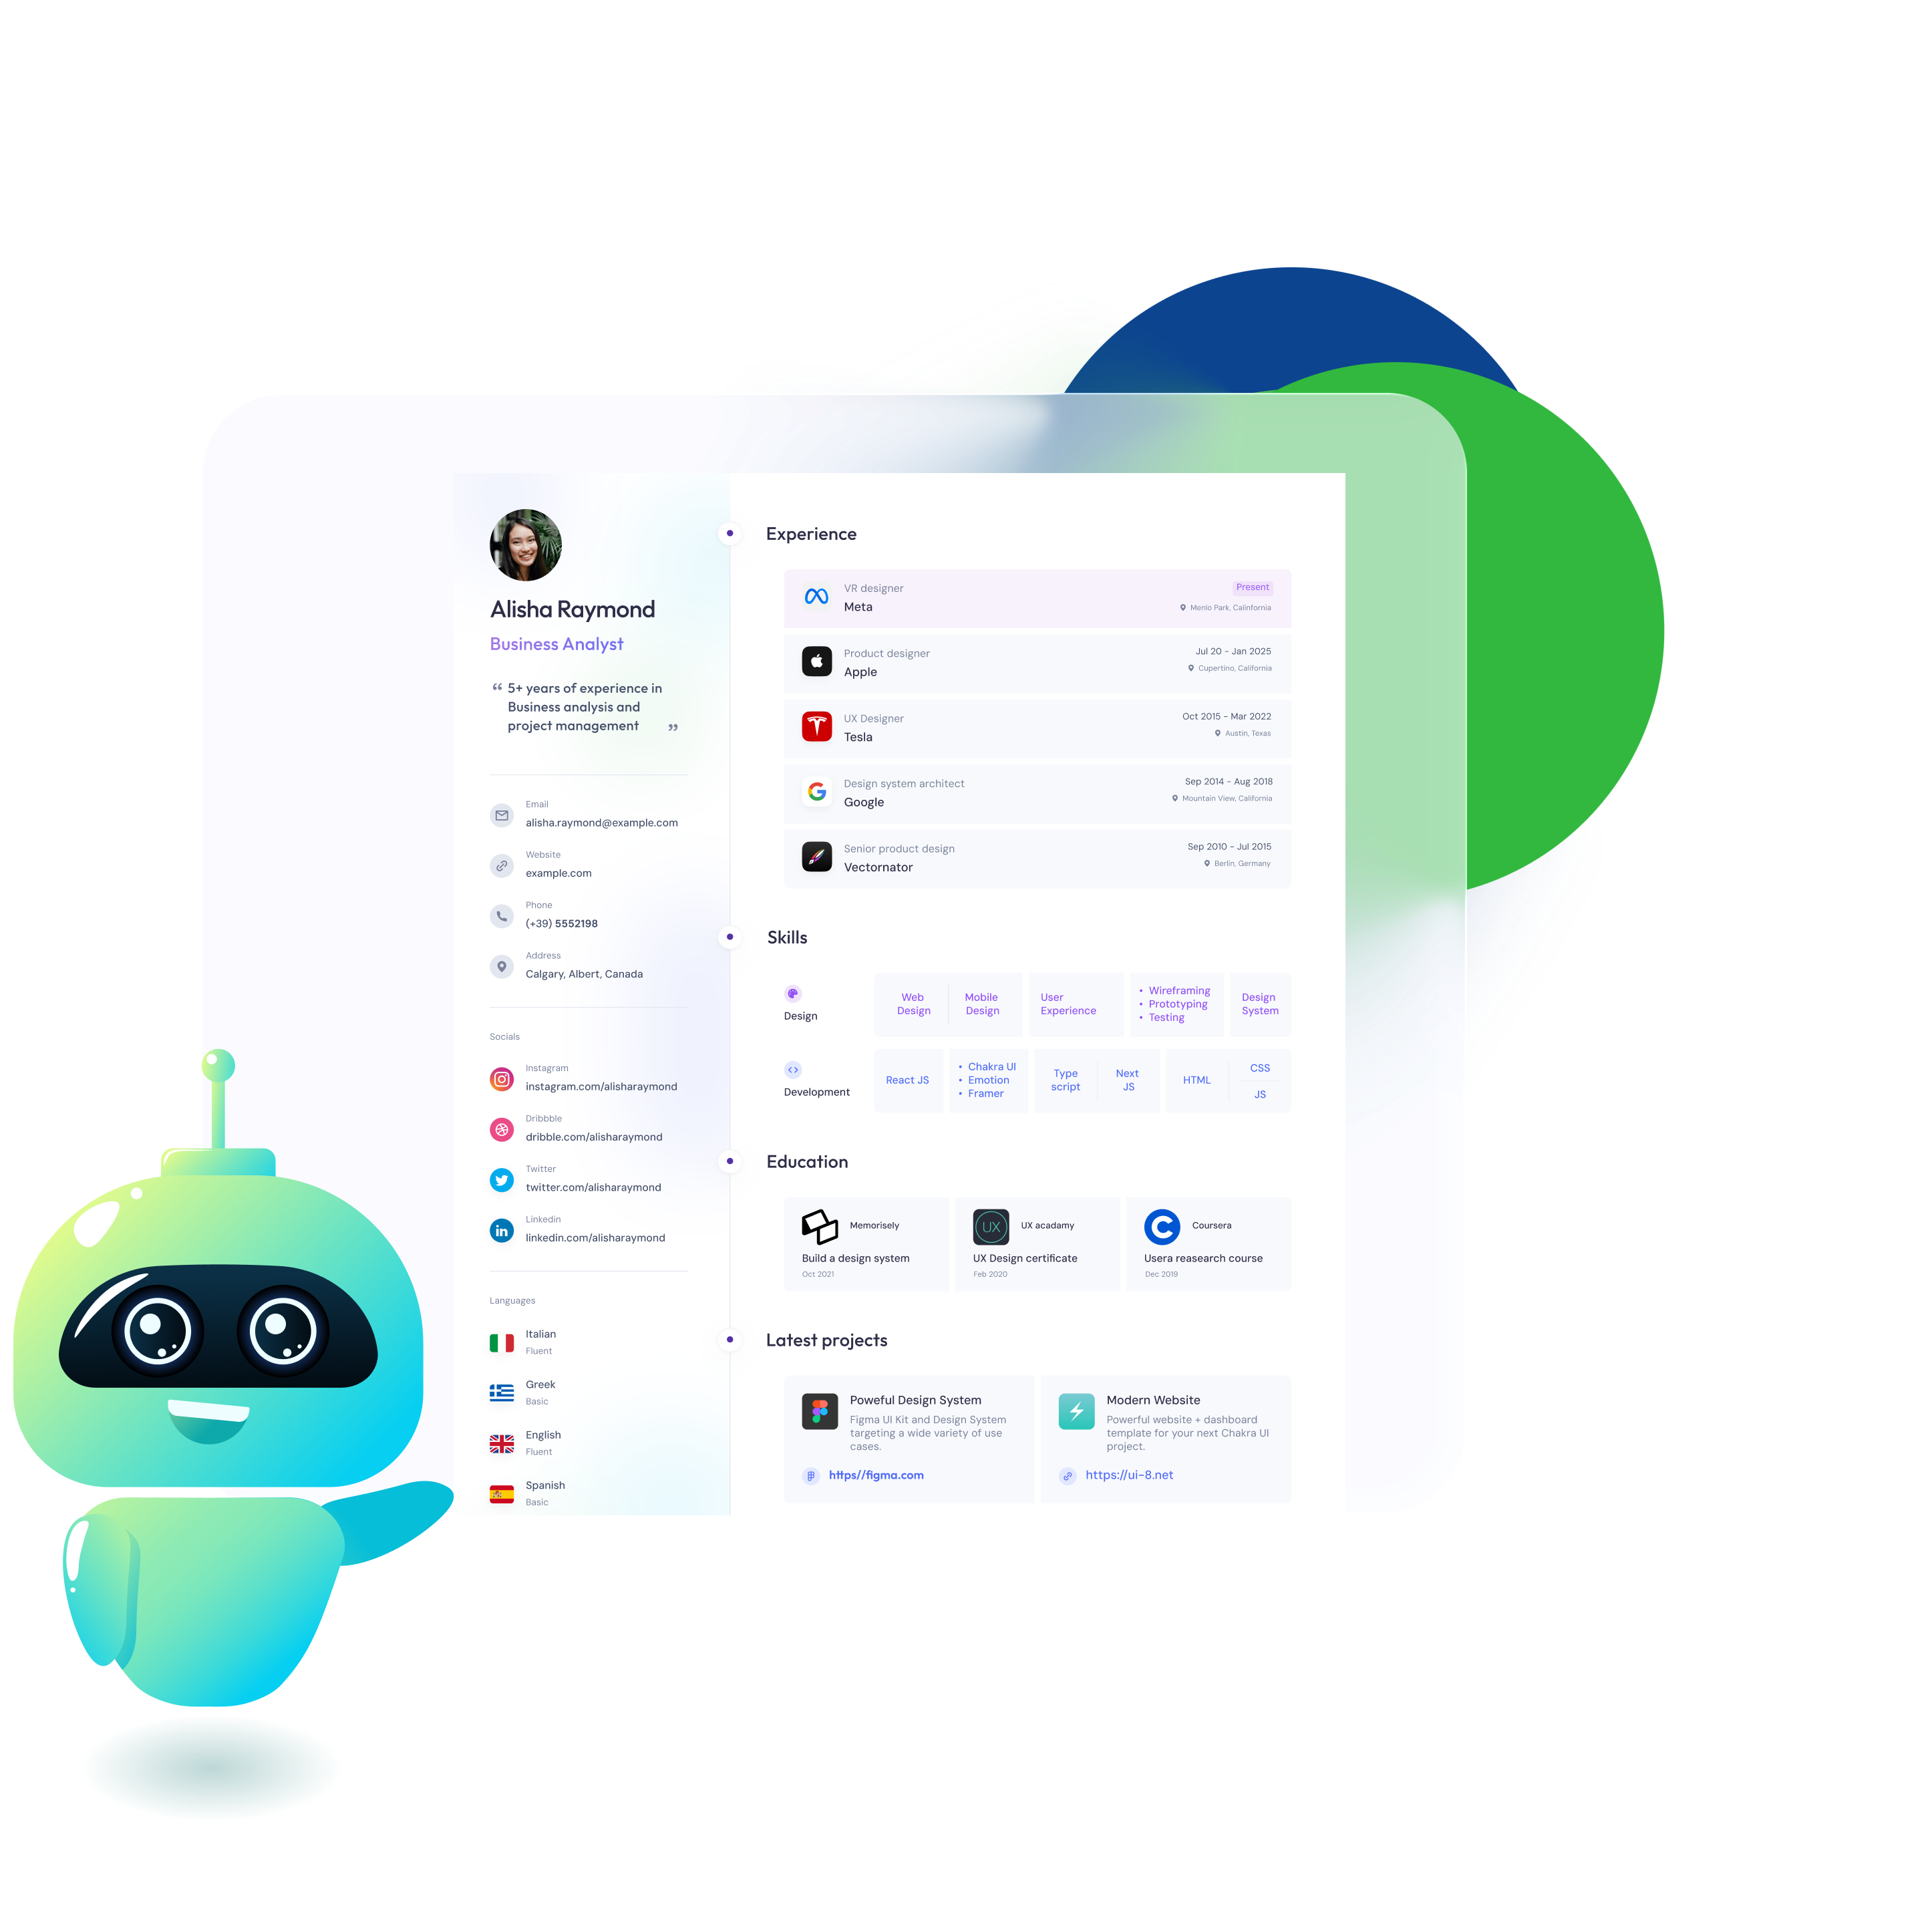 Alisha Raymond
Business Analyst
“ 5+ years of experience in
Business analysis and
project management ”
Email
alisha.raymond@example.com
Website
example.com
Phone
(+39) 5552198
Address
Calgary, Albert, Canada
Socials
Instagram
instagram.com/alisharaymond
Dribbble
dribble.com/alisharaymond
Twitter
twitter.com/alisharaymond
Linkedin
linkedin.com/alisharaymond
Languages
Italian
Fluent
Greek
Basic
English
Fluent
Spanish
Basic
Experience
VR designer
Meta
Present
Menlo Park, Calinfornia
Product designer
Apple
Jul 20 - Jan 2025
Cupertino, California
UX Designer
Tesla
Oct 2015 - Mar 2022
Austin, Texas
Design system architect
Google
Sep 2014 - Aug 2018
Mountain View, California
Senior product design
Vectornator
Sep 2010 - Jul 2015
Berlin, Germany
Skills
Design
Web
Design
Mobile
Design
User
Experience
• Wireframing
• Prototyping
• Testing
Design
System
Development
React JS
• Chakra UI
• Emotion
• Framer
Type
script
Next
JS
HTML
CSS
JS
Education
Memorisely
Build a design system
Oct 2021
UX
UX acadamy
UX Design certificate
Feb 2020
Coursera
Usera reasearch course
Dec 2019
Latest projects
Poweful Design System
Figma UI Kit and Design System
targeting a wide variety of use
cases.
https//figma.com
Modern Website
Powerful website + dashboard
template for your next Chakra UI
project.
https://ui-8.net